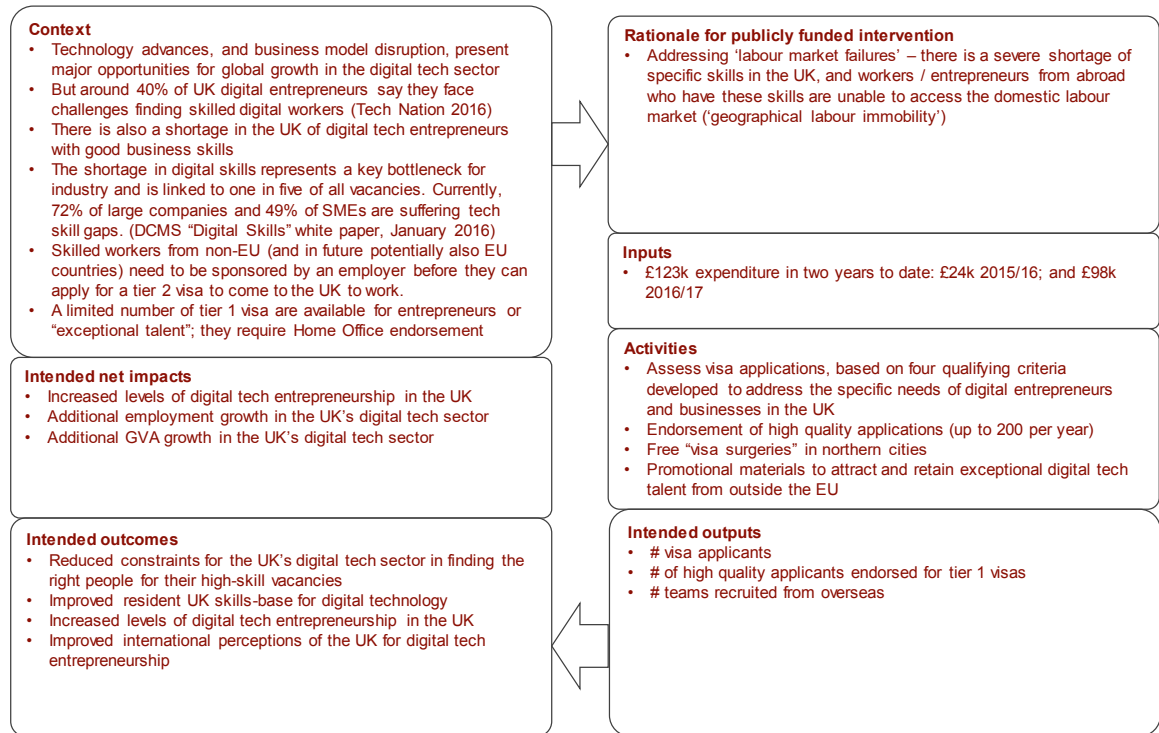 Context
• Technology advances, and business model disruption, present
major opportunities for global growth in the digital tech sector
• But around 40% of UK digital entrepreneurs say they face
challenges finding skilled digital workers (Tech Nation 2016)
• There is also a shortage in the UK of digital tech entrepreneurs
with good business skills
• The shortage in digital skills represents a key bottleneck for
industry and is linked to one in five of all vacancies. Currently,
72% of large companies and 49% of SMEs are suffering tech
skill gaps. (DCMS “Digital Skills” white paper, January 2016)
• Skilled workers from non-EU (and in future potentially also EU
countries) need to be sponsored by an employer before they can
apply for a tier 2 visa to come to the UK to work.
• A limited number of tier 1 visa are available for entrepreneurs or
“exceptional talent”; they require Home Office endorsement
Rationale for publicly funded intervention
• Addressing ‘labour market failures’ – there is a severe shortage of
specific skills in the UK, and workers / entrepreneurs from abroad
who have these skills are unable to access the domestic labour
market (‘geographical labour immobility’)
Inputs
• £123k expenditure in two years to date: £24k 2015/16; and £98k
2016/17
Activities
• Assess visa applications, based on four qualifying criteria
developed to address the specific needs of digital entrepreneurs
and businesses in the UK
• Endorsement of high quality applications (up to 200 per year)
• Free “visa surgeries” in northern cities
• Promotional materials to attract and retain exceptional digital tech
talent from outside the EU
Intended outputs
• # visa applicants
• # of high quality applicants endorsed for tier 1 visas
• # teams recruited from overseas
Intended outcomes
• Reduced constraints for the UK’s digital tech sector in finding the
right people for their high-skill vacancies
• Improved resident UK skills-base for digital technology
• Increased levels of digital tech entrepreneurship in the UK
• Improved international perceptions of the UK for digital tech
entrepreneurship
Intended net impacts
• Increased levels of digital tech entrepreneurship in the UK
• Additional employment growth in the UK’s digital tech sector
• Additional GVA growth in the UK’s digital tech sector